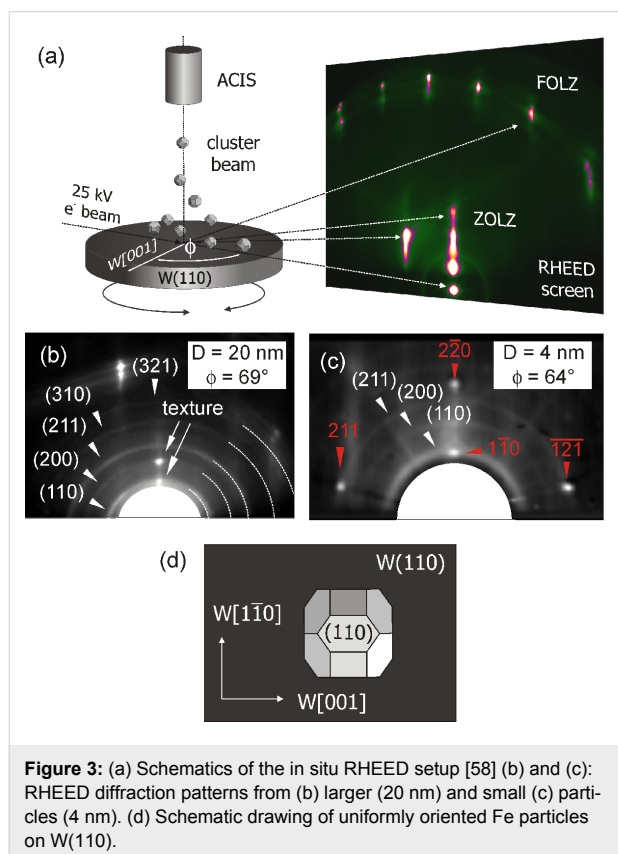 (a)
ACIS
cluster
beam
25 kV
e⁻ beam
W[001]
ϕ
W(110)
FOLZ
ZOLZ
RHEED
screen
(b)
D = 20 nm
ϕ = 69°
(321)
(310)
texture
(211)
(200)
(110)
(c)
D = 4 nm
ϕ = 64°
22̄0
(211)
(200)
(110)
211
11̄0
1̄2̄1̄
(d)
W(110)
W[11̄0]
(110)
W[001]
Figure 3: (a) Schematics of the in situ RHEED setup [58] (b) and (c):
RHEED diffraction patterns from (b) larger (20 nm) and small (c) parti-
cles (4 nm). (d) Schematic drawing of uniformly oriented Fe particles
on W(110).